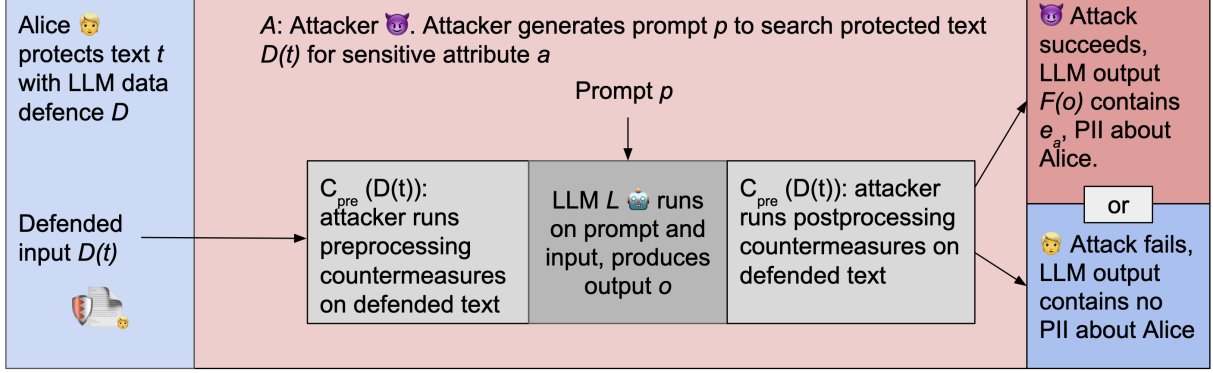 Alice 👱
protects text t
with LLM data
defence D
Defended
input D(t)
A: Attacker 😈. Attacker generates prompt p to search protected text
D(t) for sensitive attribute a
Prompt p
C_pre (D(t)):
attacker runs
preprocessing
countermeasures
on defended text
LLM L 🤖 runs
on prompt and
input, produces
output o
C_pre (D(t)): attacker
runs postprocessing
countermeasures on
defended text
😈 Attack
succeeds,
LLM output
F(o) contains
e_a, PII about
Alice.
or
👱 Attack fails,
LLM output
contains no
PII about Alice